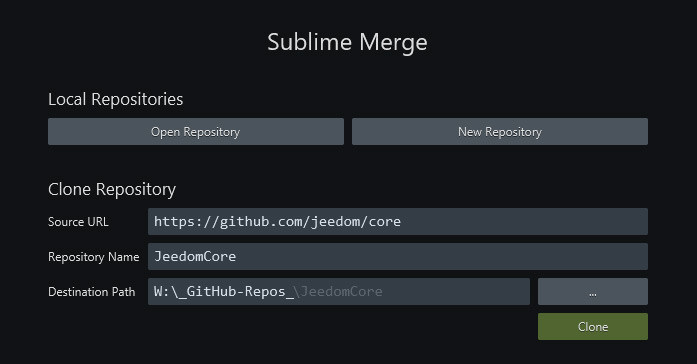 Sublime Merge
Local Repositories
Open Repository New Repository
Clone Repository
Source URL https://github.com/jeedom/core
Repository Name JeedomCore
Destination Path W:\_GitHub-Repos_\JeedomCore ...
Clone